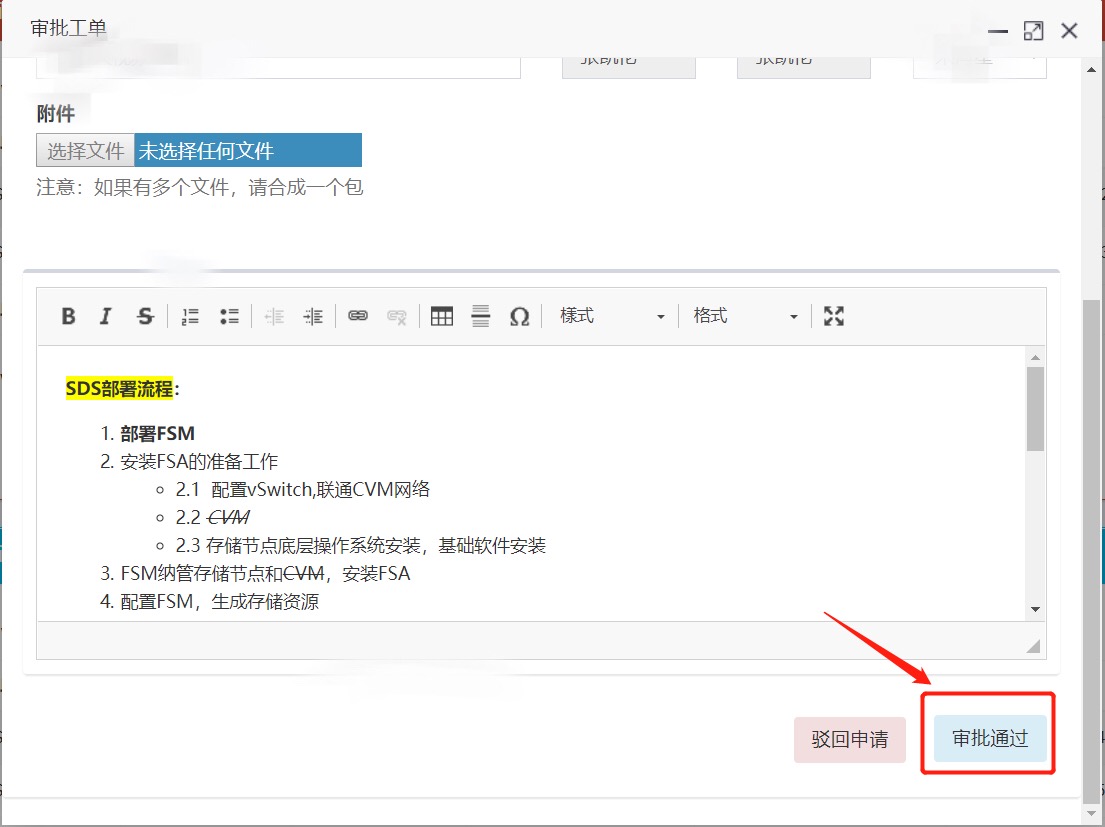 审批工单
附件
选择文件 未选择任何文件
注意：如果有多个文件，请合成一个包
B I S Ω 樣式 格式
SDS部署流程：
1. 部署FSM
2. 安装FSA的准备工作
2.1 配置vSwitch,联通CVM网络
2.2 CVM
2.3 存储节点底层操作系统安装，基础软件安装
3. FSM纳管存储节点和CVM，安装FSA
4. 配置FSM，生成存储资源
驳回申请 审批通过